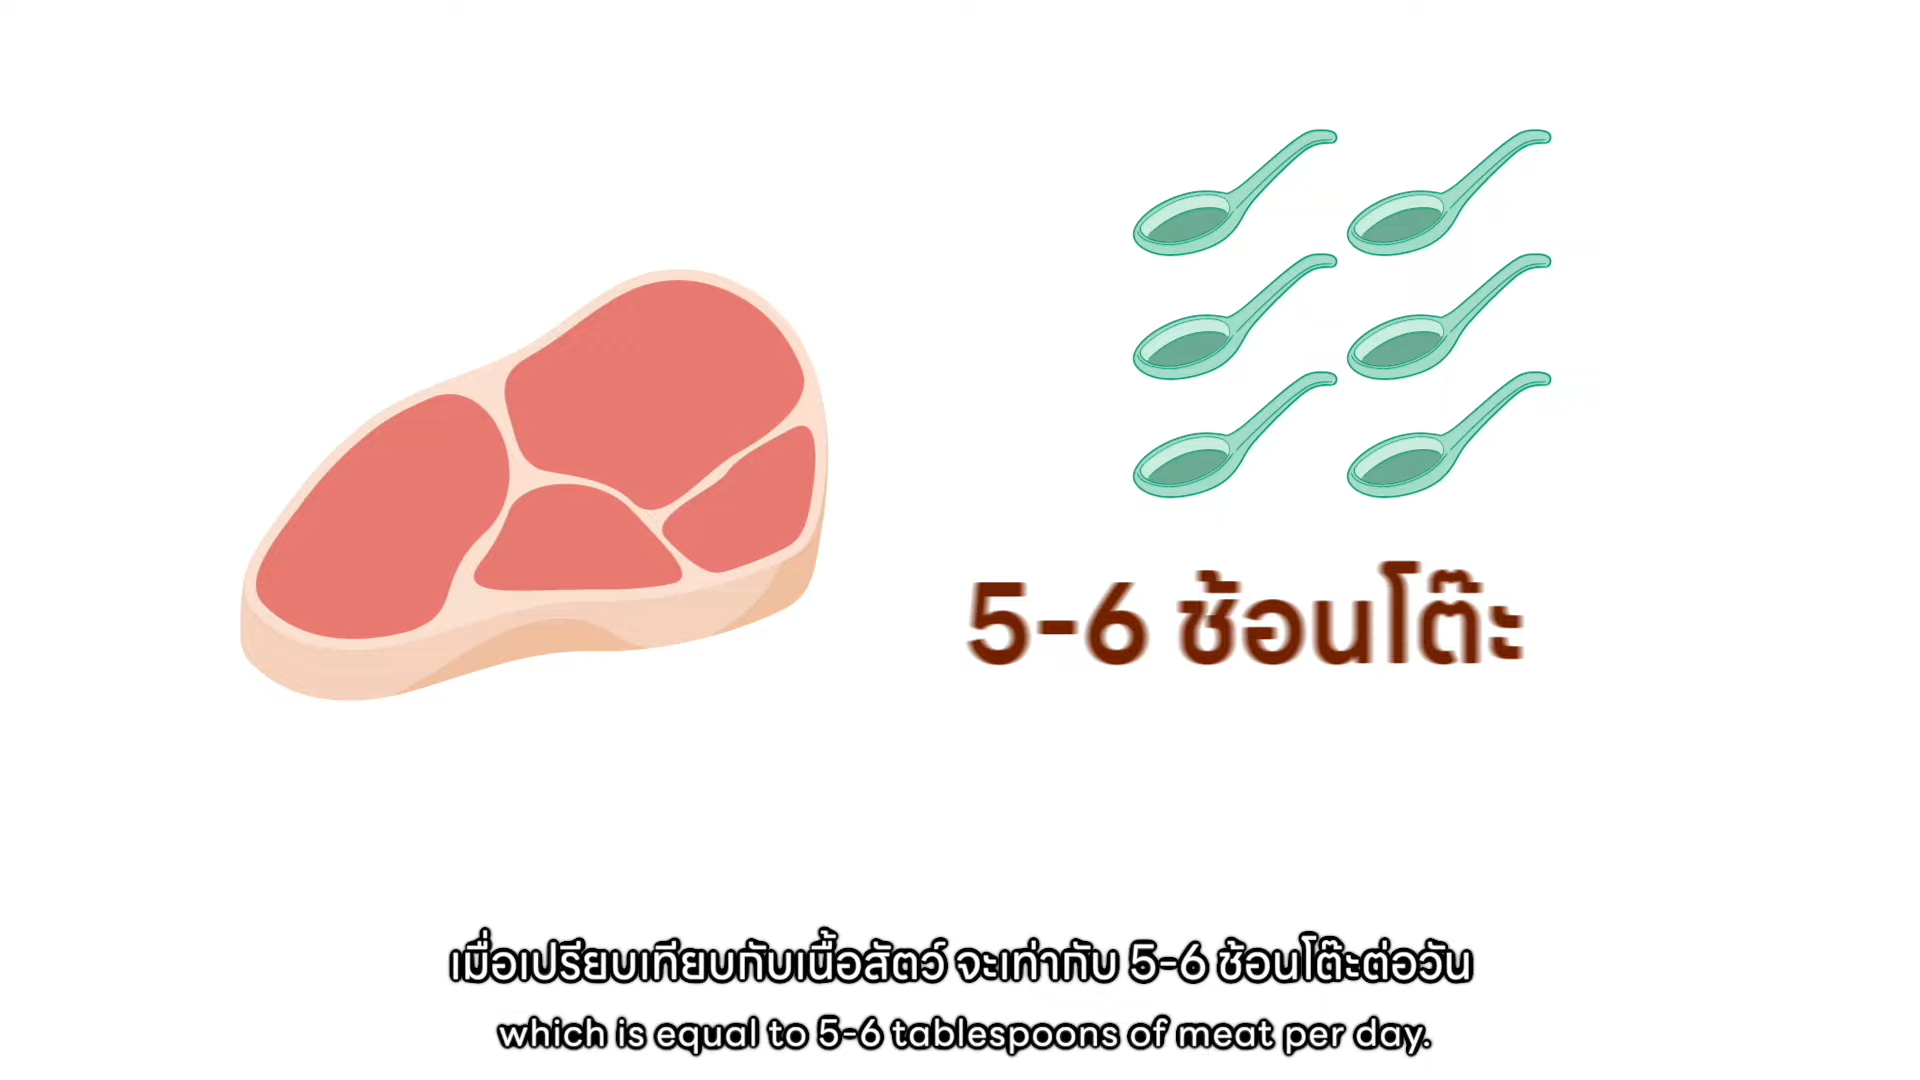 5-6 ช้อนโต๊ะ
เมื่อเปรียบเทียบกับเนื้อสัตว์ จะเท่ากับ 5-6 ช้อนโต๊ะต่อวัน
which is equal to 5-6 tablespoons of meat per day.